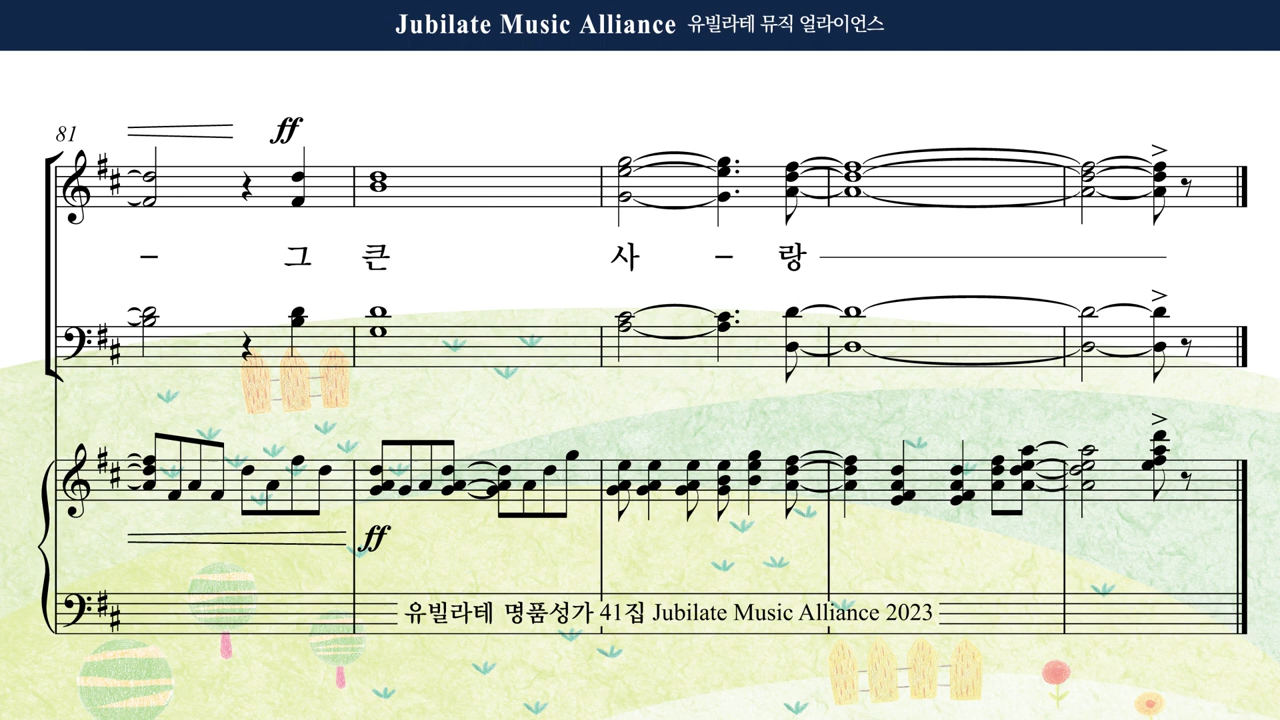 Jubilate Music Alliance 유빌라테 뮤직 얼라이언스
81
ff
그 큰 사 랑
ff
유빌라테 명품성가 41집 Jubilate Music Alliance 2023